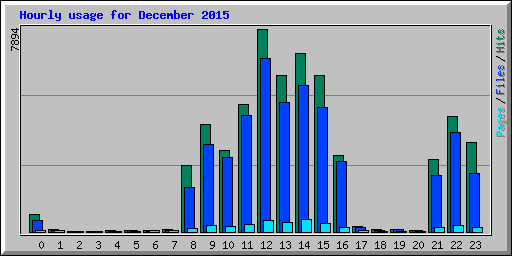 Hourly usage for December 2015
7894
Pages / Files / Hits
0 1 2 3 4 5 6 7 8 9 10 11 12 13 14 15 16 17 18 19 20 21 22 23